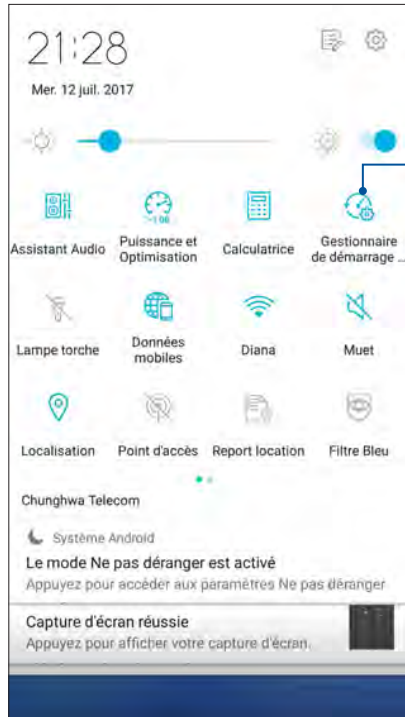 21:28
Mer. 12 juil. 2017
Assistant Audio
Puissance et
Optimisation
Calculatrice
Gestionnaire
de démarrage ...
Lampe torche
Données
mobiles
Diana
Muet
Localisation
Point d'accès
Report location
Filtre Bleu
Chunghwa Telecom
Système Android
Le mode Ne pas déranger est activé
Appuyez pour accéder aux paramètres Ne pas déranger
Capture d'écran réussie
Appuyez pour afficher votre capture d'écran.